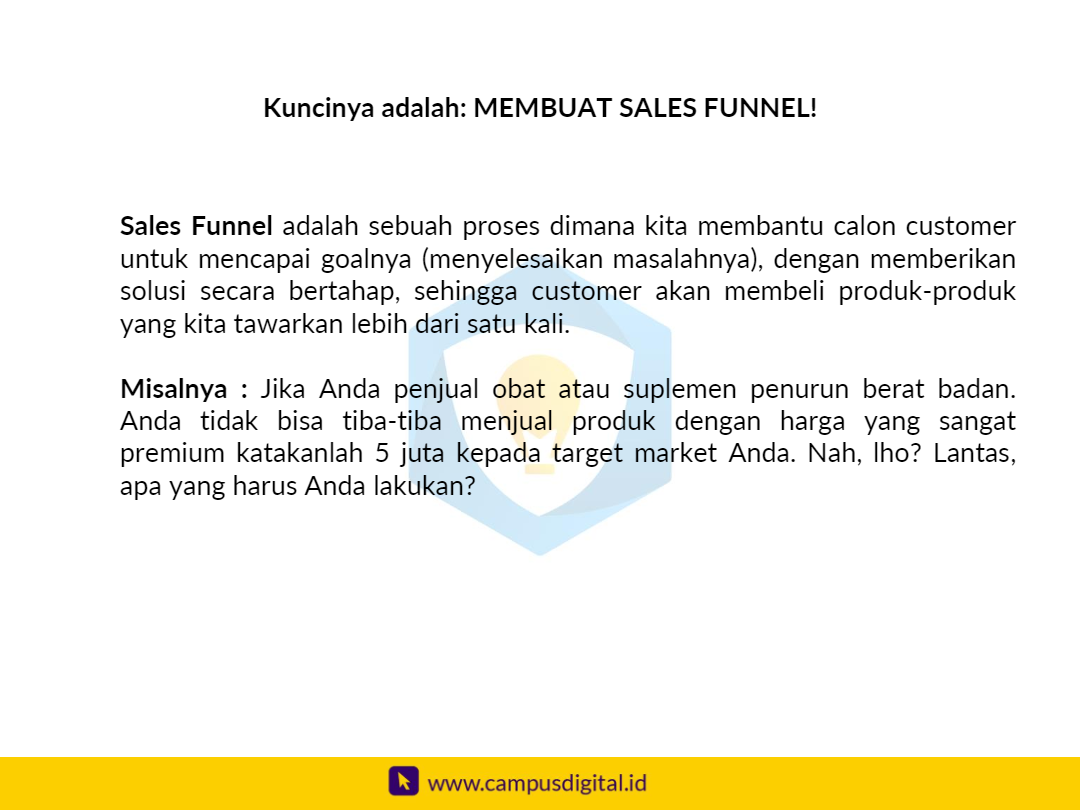 Kuncinya adalah: MEMBUAT SALES FUNNEL!
Sales Funnel adalah sebuah proses dimana kita membantu calon customer
untuk mencapai goalnya (menyelesaikan masalahnya), dengan memberikan
solusi secara bertahap, sehingga customer akan membeli produk-produk
yang kita tawarkan lebih dari satu kali.
Misalnya : Jika Anda penjual obat atau suplemen penurun berat badan.
Anda tidak bisa tiba-tiba menjual produk dengan harga yang sangat
premium katakanlah 5 juta kepada target market Anda. Nah, lho? Lantas,
apa yang harus Anda lakukan?
www.campusdigital.id